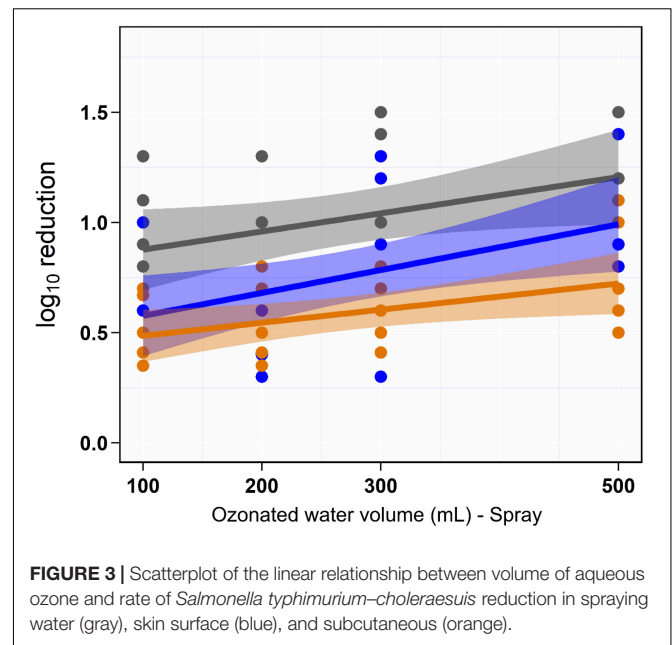 1.5
1.0
0.5
0.0
log₁₀ reduction
100 200 300 500
Ozonated water volume (mL) - Spray
FIGURE 3 | Scatterplot of the linear relationship between volume of aqueous
ozone and rate of Salmonella typhimurium–choleraesuis reduction in spraying
water (gray), skin surface (blue), and subcutaneous (orange).